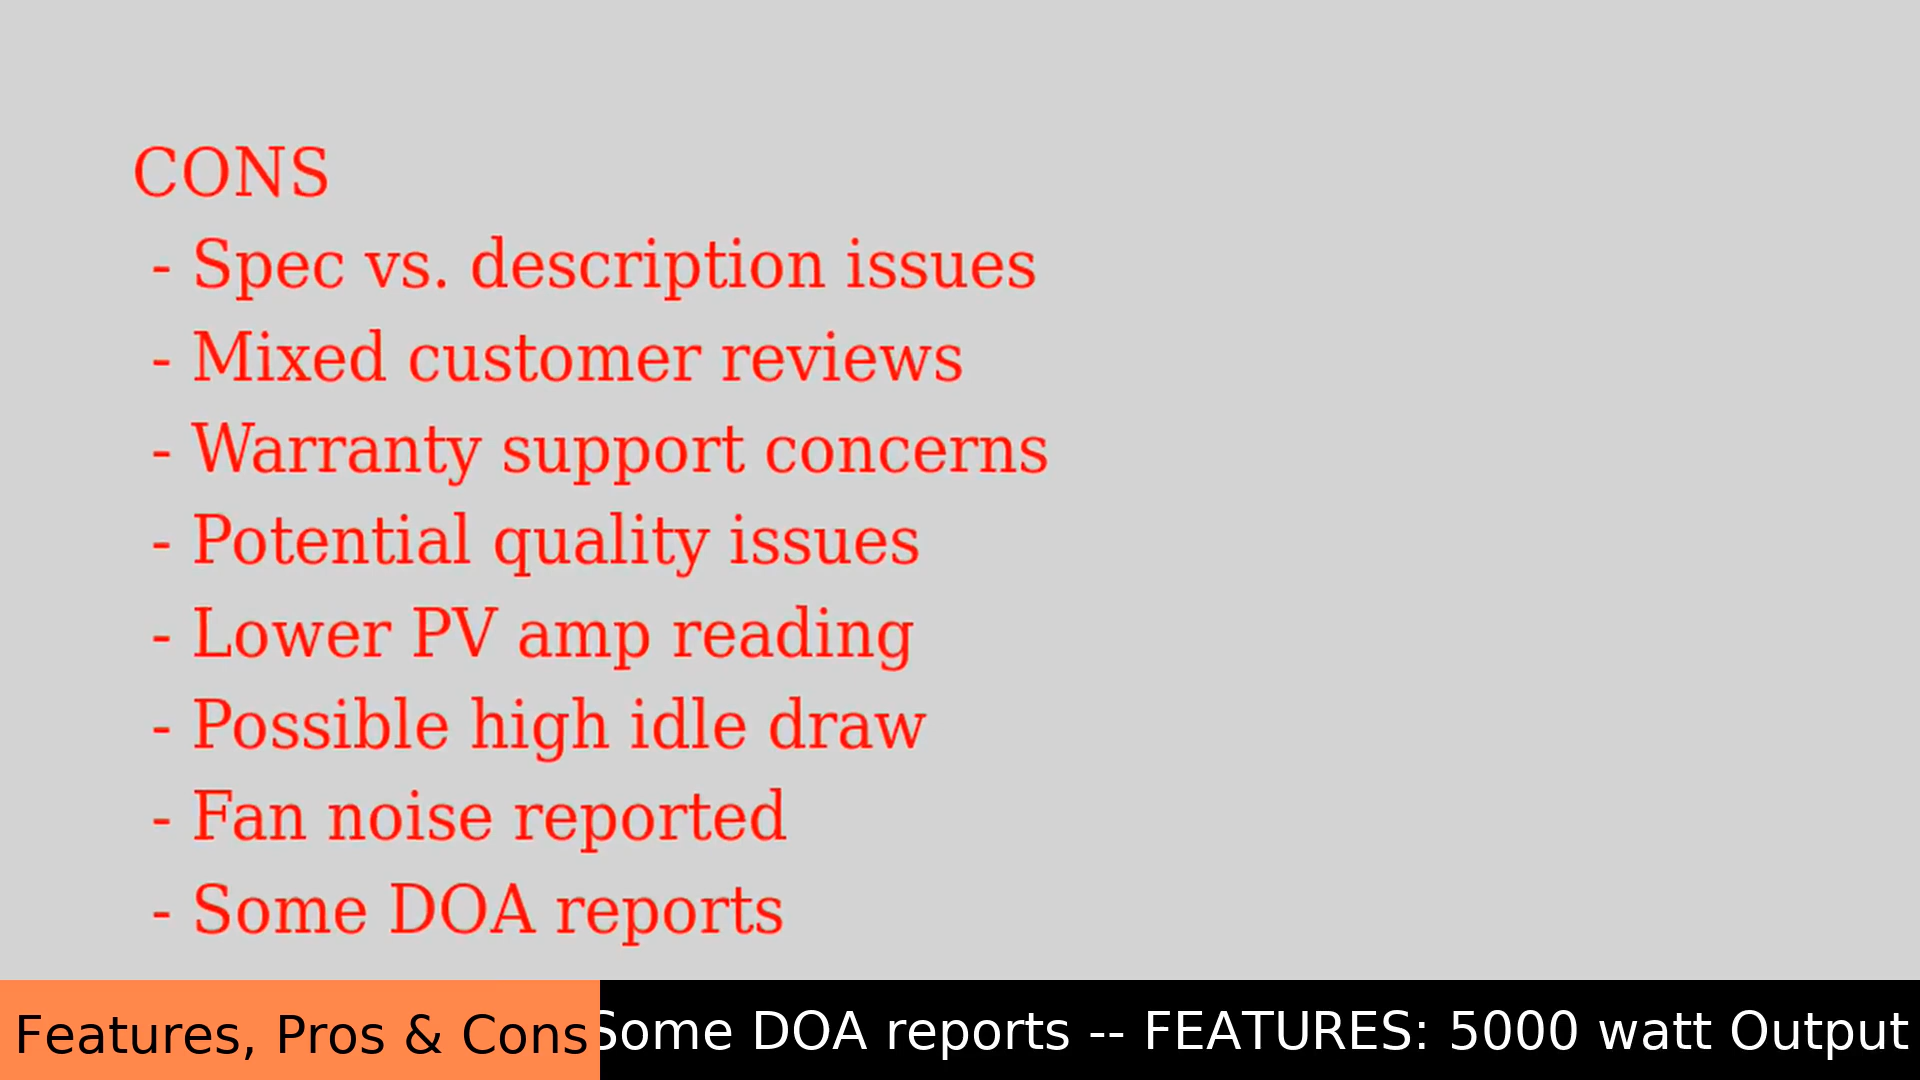 CONS
- Spec vs. description issues
- Mixed customer reviews
- Warranty support concerns
- Potential quality issues
- Lower PV amp reading
- Possible high idle draw
- Fan noise reported
- Some DOA reports
Features, Pros & Cons
Some DOA reports -- FEATURES: 5000 watt Output